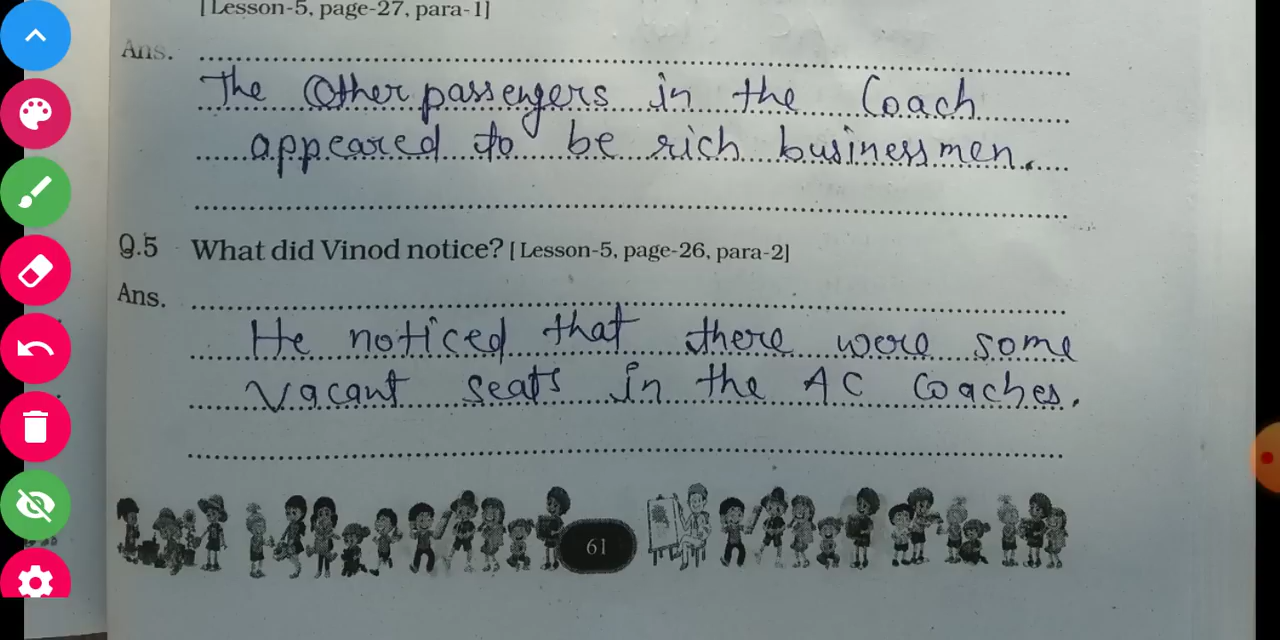 [Lesson-5, page-27, para-1]
Ans.
The Other passengers in the Coach
appeared to be rich businessmen.
Q.5 What did Vinod notice? [Lesson-5, page-26, para-2]
Ans.
He noticed that there were some
Vacant seats in the AC Coaches.
61